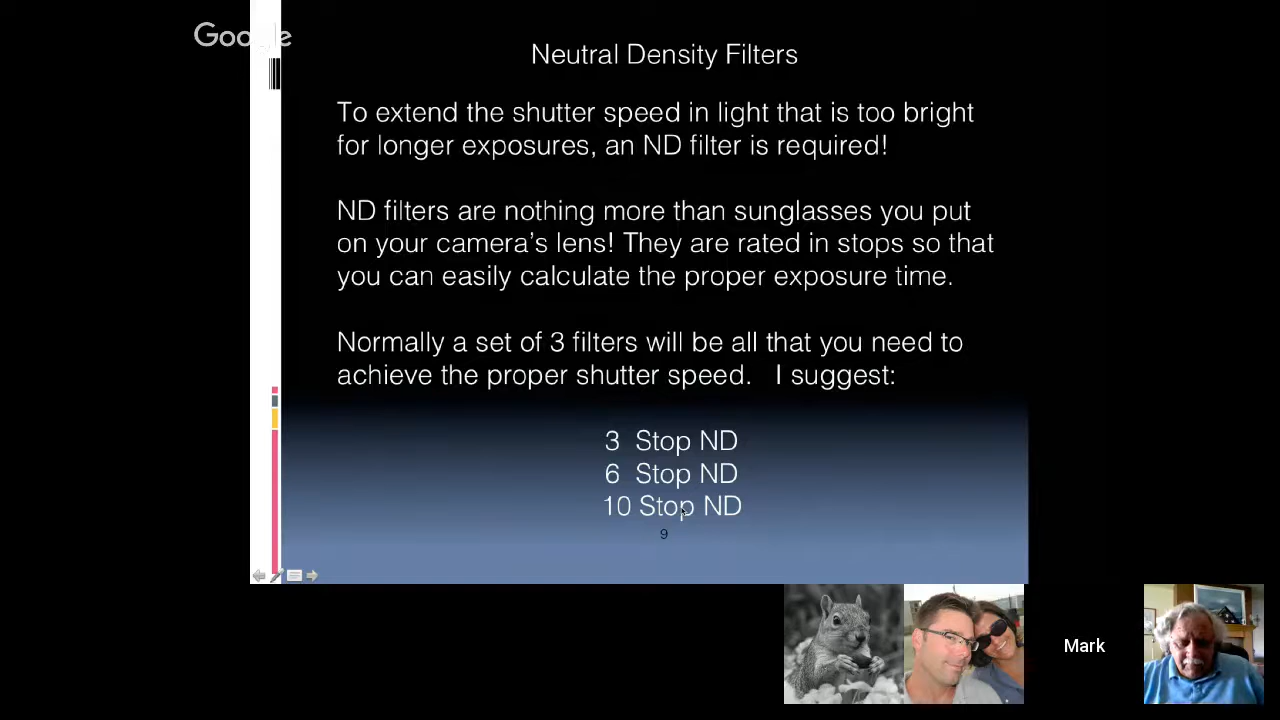 Google
Neutral Density Filters
To extend the shutter speed in light that is too bright
for longer exposures, an ND filter is required!
ND filters are nothing more than sunglasses you put
on your camera's lens! They are rated in stops so that
you can easily calculate the proper exposure time.
Normally a set of 3 filters will be all that you need to
achieve the proper shutter speed. I suggest:
3 Stop ND
6 Stop ND
10 Stop ND
9
Mark